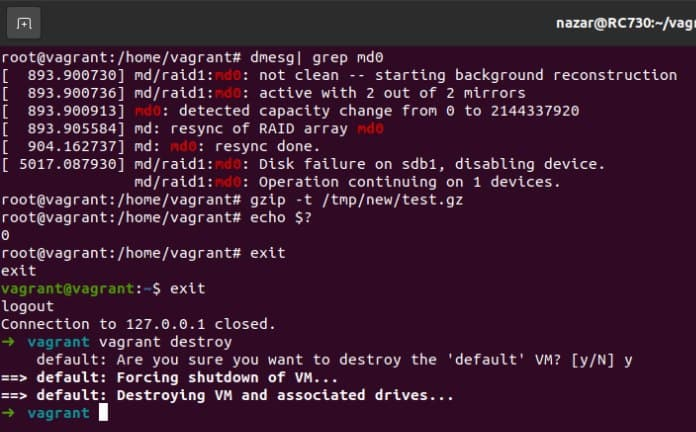 nazar@RC730:~/vagr
root@vagrant:/home/vagrant# dmesg| grep md0
[  893.900730] md/raid1:md0: not clean -- starting background reconstruction
[  893.900736] md/raid1:md0: active with 2 out of 2 mirrors
[  893.900913] md0: detected capacity change from 0 to 2144337920
[  893.905584] md: resync of RAID array md0
[  904.162737] md: md0: resync done.
[ 5017.087930] md/raid1:md0: Disk failure on sdb1, disabling device.
               md/raid1:md0: Operation continuing on 1 devices.
root@vagrant:/home/vagrant# gzip -t /tmp/new/test.gz
root@vagrant:/home/vagrant# echo $?
0
root@vagrant:/home/vagrant# exit
exit
vagrant@vagrant:~$ exit
logout
Connection to 127.0.0.1 closed.
➜  vagrant vagrant destroy
    default: Are you sure you want to destroy the 'default' VM? [y/N] y
==> default: Forcing shutdown of VM...
==> default: Destroying VM and associated drives...
➜  vagrant